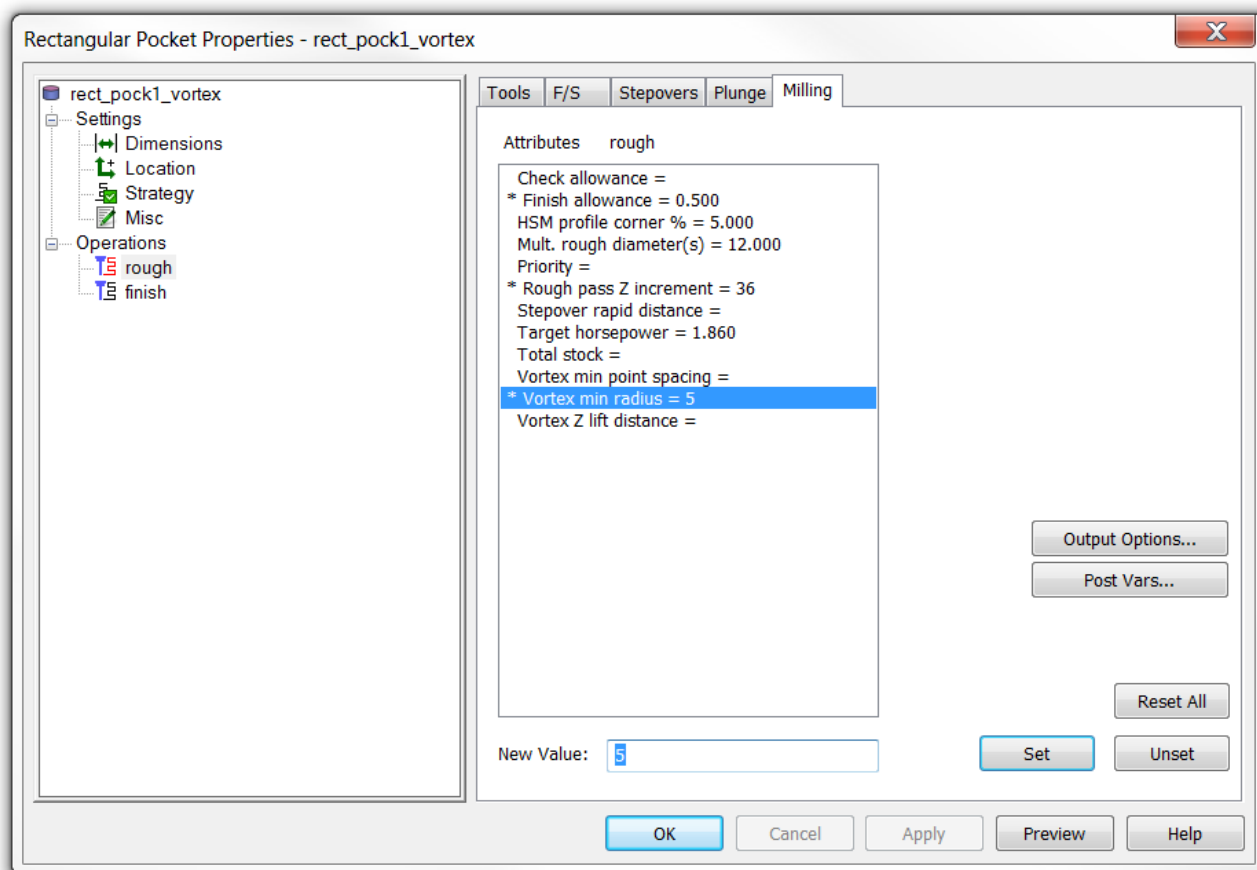 Rectangular Pocket Properties - rect_pock1_vortex
rect_pock1_vortex
Settings
Dimensions
Location
Strategy
Misc
Operations
rough
finish
Tools F/S Stepovers Plunge Milling
Attributes rough
Check allowance =
* Finish allowance = 0.500
HSM profile corner % = 5.000
Mult. rough diameter(s) = 12.000
Priority =
* Rough pass Z increment = 36
Stepover rapid distance =
Target horsepower = 1.860
Total stock =
Vortex min point spacing =
* Vortex min radius = 5
Vortex Z lift distance =
Output Options...
Post Vars...
Reset All
New Value: 5 Set Unset
OK Cancel Apply Preview Help